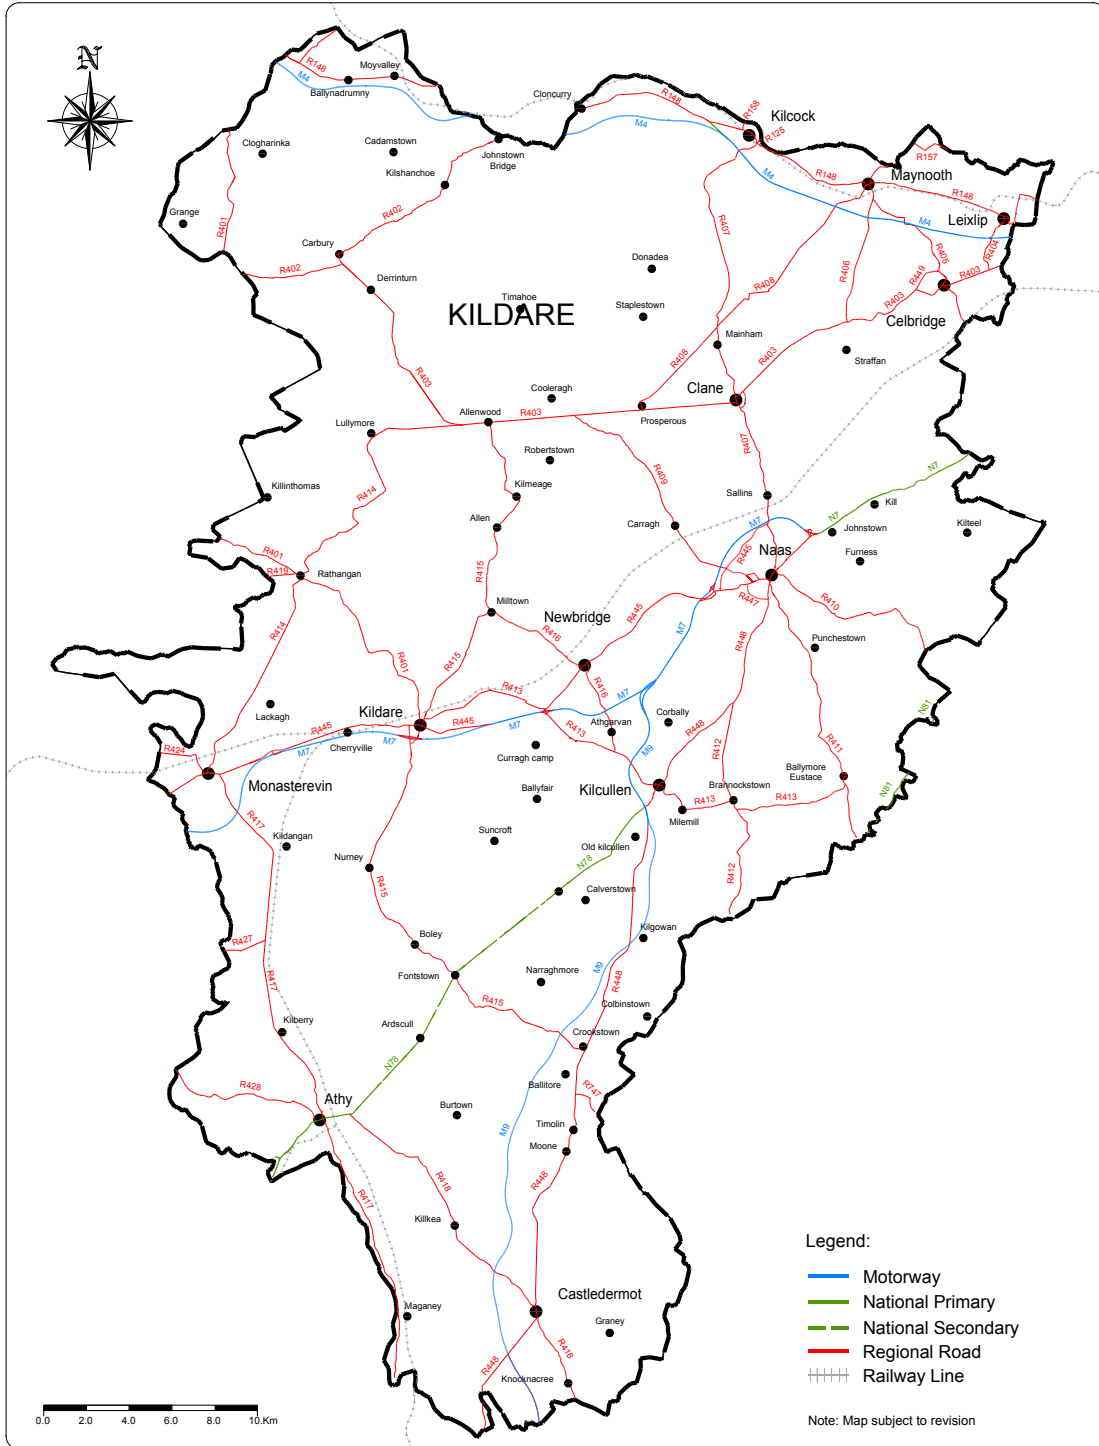 N
R148
Moyvalley
M4
Ballynadrumny
Cloncurry
R148
R158
Kilcock
M4
R125
Clogharinka
Cadamstown
Johnstown
Bridge
R157
Kilshanchoe
R148
Maynooth
M4
R148
Grange
R401
R402
R407
Leixlip
M4
Carbury
R402
Donadea
R406
R405
R404
R408
R449
R403
Derrinturn
Timahoe
Staplestown
R403
KILDARE
Celbridge
Mainham
R408
R403
Straffan
R403
Clane
Cooleragh
Allenwood
R403
Prosperous
Lullymore
R407
Robertstown
R409
N7
Killinthomas
R414
Kilmeage
Sallins
Kill
Allen
Carragh
M7
N7
Johnstown
Kilteel
R401
R445
Naas
Furness
R419
Rathangan
R415
Milltown
R447
R410
Newbridge
R445
R414
R416
M7
R448
Punchestown
R401
R415
R413
M7
R416
Lackagh
Kildare
Corbally
N81
R445
R445
M7
Athgarvan
R448
R424
M7
Cherryville
M7
R413
M9
R412
R411
Curragh camp
Ballymore
Eustace
Monasterevin
Ballyfair
Kilcullen
Brannockstown
R413
R413
N81
Milemill
R417
Kildangan
Suncroft
Old kilcullen
Nurney
N78
R412
R415
Calverstown
R427
Boley
Kilgowan
R417
Fontstown
Narraghmore
M9
R448
R415
Colbinstown
Kilberry
Ardscull
Crookstown
N78
R428
Ballitore
R747
Athy
Burtown
M9
Timolin
Moone
R417
R418
R448
Killkea
Legend:
Motorway
Castledermot
National Primary
Maganey
Graney
National Secondary
Regional Road
R448
R418
Railway Line
Knocknacree
0.0 2.0 4.0 6.0 8.0 10.Km
Note: Map subject to revision